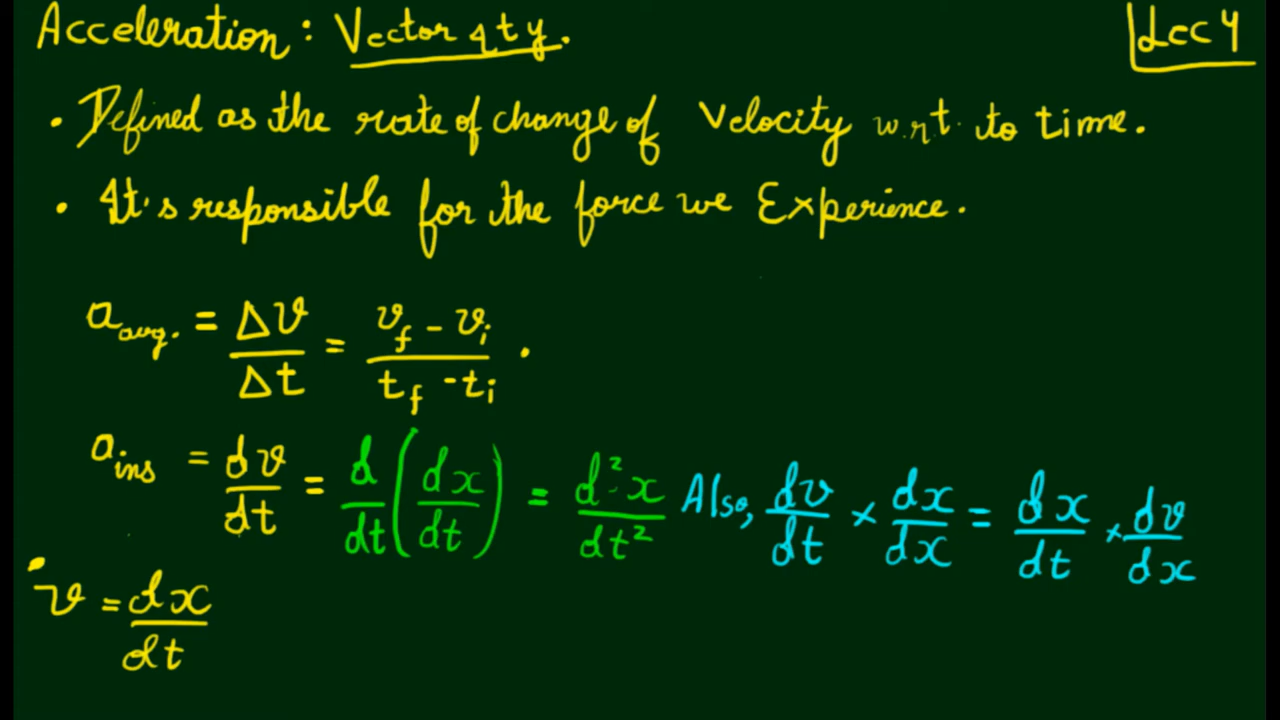 Acceleration : Vector qty.
Lec 4
• Defined as the rate of change of Velocity w.r.t. to time.
• It's responsible for the force we Experience.
a_avg. = Δv/Δt = (v_f - v_i)/(t_f - t_i) .
a_ins = dv/dt = d/dt (dx/dt) = d²x/dt² Also, dv/dt × dx/dx = dx/dt × dv/dx
• v = dx/dt